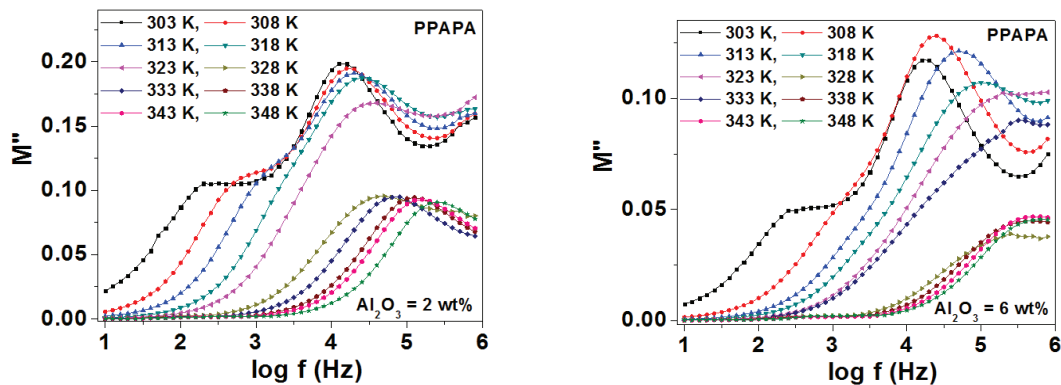 303 K, 308 K PPAPA
313 K, 318 K
323 K, 328 K
333 K, 338 K
343 K, 348 K
0.20
0.15
0.10
0.05
0.00
M"
Al₂O₃ = 2 wt%
1 2 3 4 5 6
log f (Hz)
303 K, 308 K PPAPA
313 K, 318 K
323 K, 328 K
333 K, 338 K
343 K, 348 K
0.10
0.05
0.00
M"
Al₂O₃ = 6 wt%
1 2 3 4 5 6
log f (Hz)